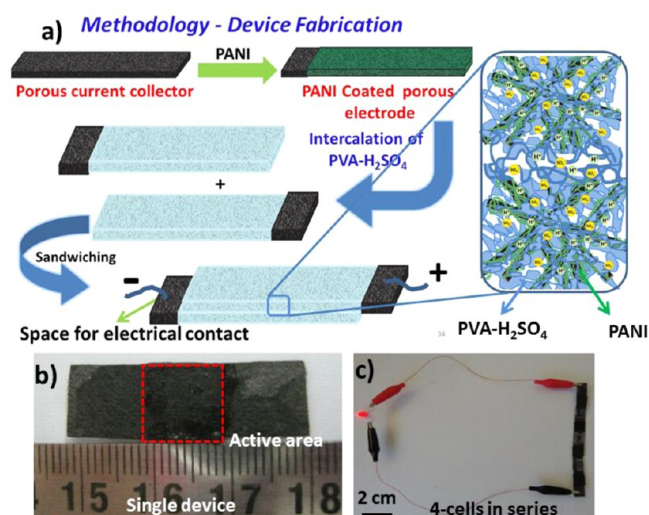 a) Methodology - Device Fabrication
PANI
Porous current collector
PANI Coated porous
electrode
Intercalation of
PVA-H₂SO₄
+
Sandwiching
-
+
Space for electrical contact
34
PVA-H₂SO₄
PANI
b)
Active area
15 16 17 18
Single device
c)
2 cm
4-cells in series